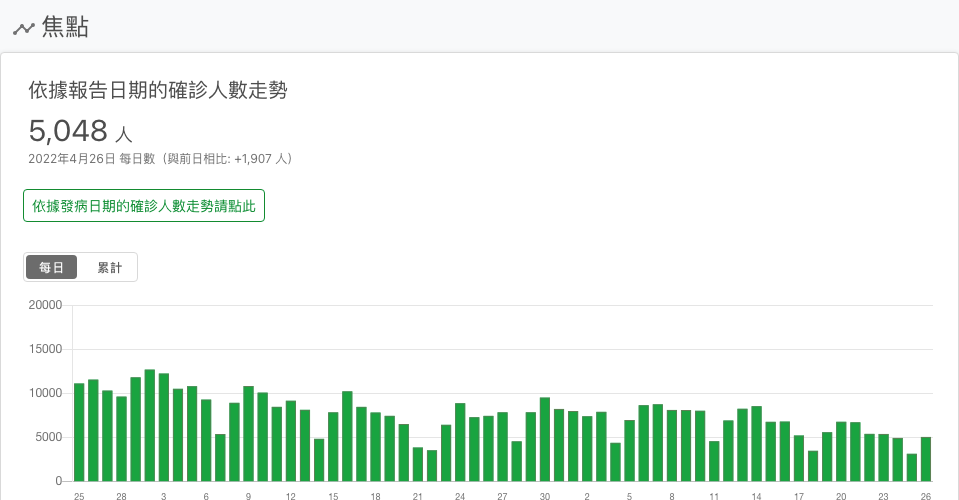 焦點
依據報告日期的確診人數走勢
5,048 人
2022年4月26日 每日數（與前日相比: +1,907 人）
依據發病日期的確診人數走勢請點此
每日 累計
20000
15000
10000
5000
0
25 28 3 6 9 12 15 18 21 24 27 30 2 5 8 11 14 17 20 23 26